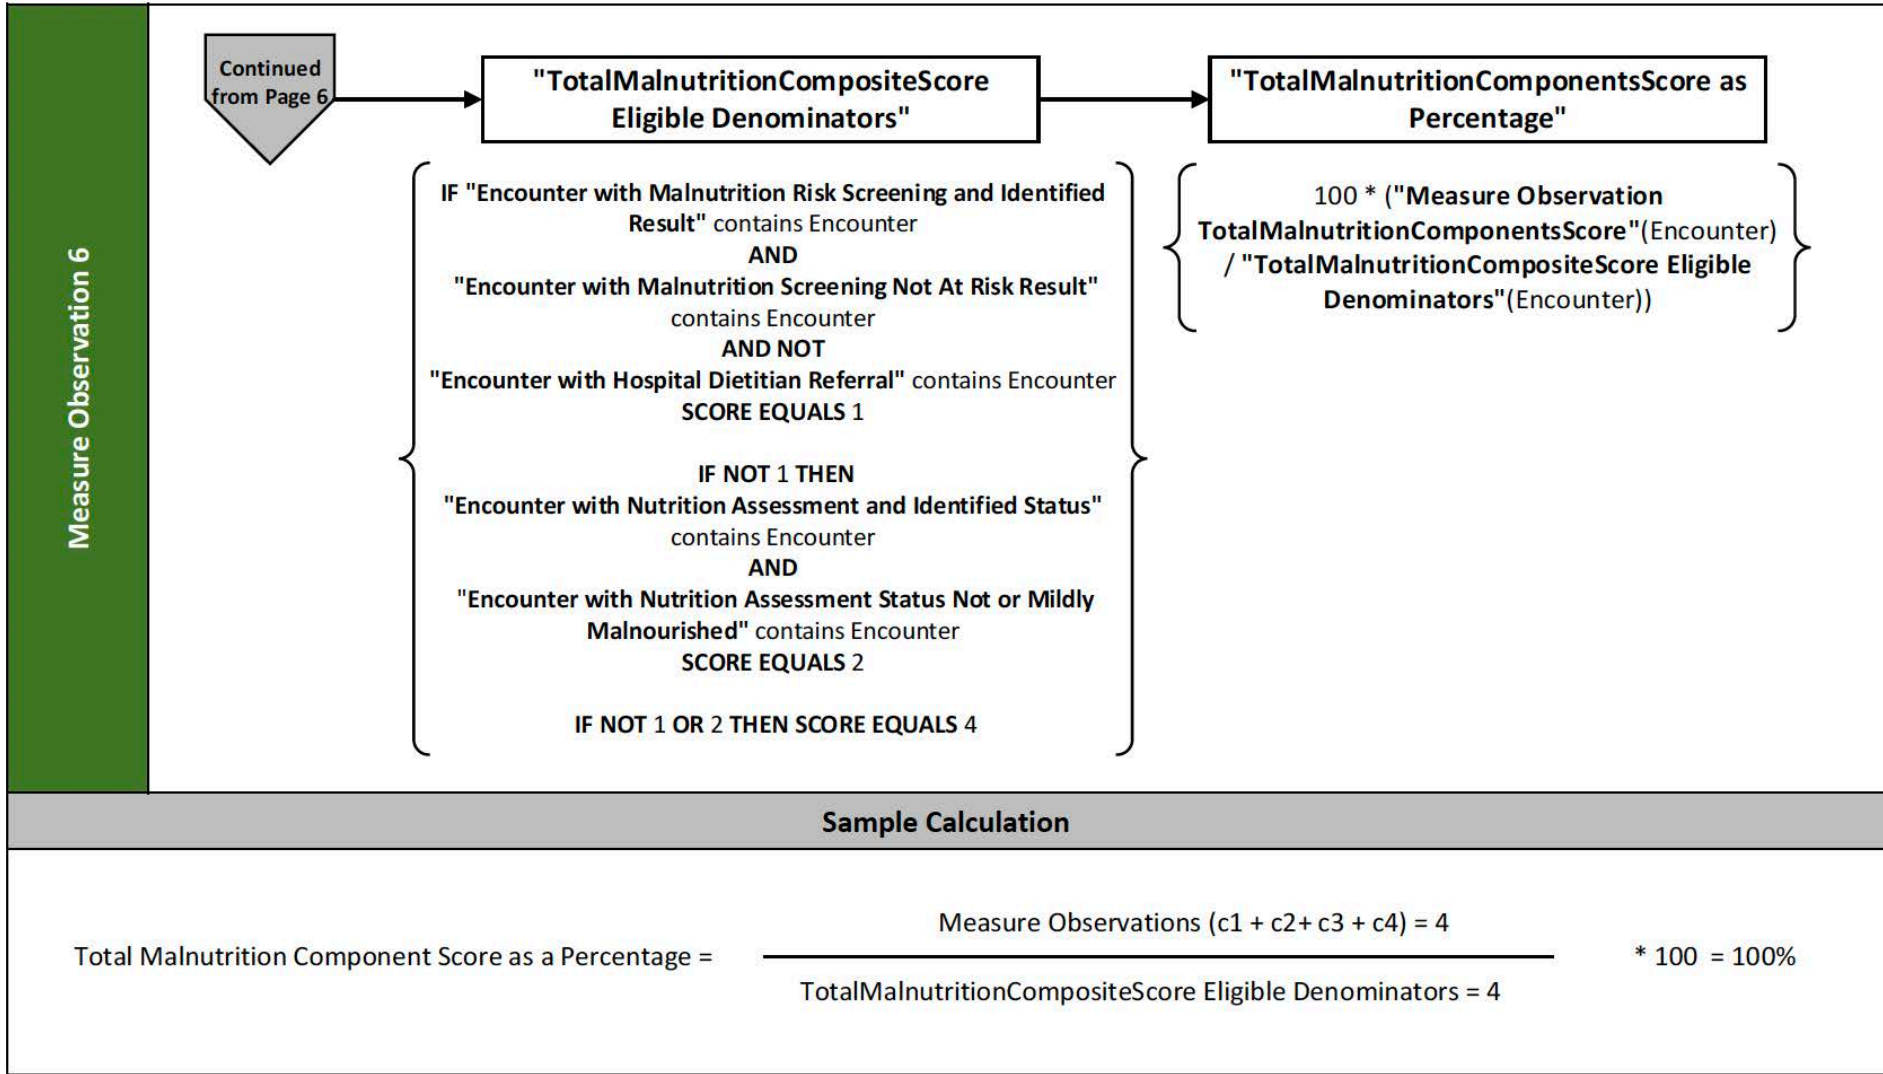 Measure Observation 6
Continued
from Page 6
"TotalMalnutritionCompositeScore
Eligible Denominators"
"TotalMalnutritionComponentsScore as
Percentage"
IF "Encounter with Malnutrition Risk Screening and Identified
Result" contains Encounter
AND
"Encounter with Malnutrition Screening Not At Risk Result"
contains Encounter
AND NOT
"Encounter with Hospital Dietitian Referral" contains Encounter
SCORE EQUALS 1
IF NOT 1 THEN
"Encounter with Nutrition Assessment and Identified Status"
contains Encounter
AND
"Encounter with Nutrition Assessment Status Not or Mildly
Malnourished" contains Encounter
SCORE EQUALS 2
IF NOT 1 OR 2 THEN SCORE EQUALS 4
100 * ("Measure Observation
TotalMalnutritionComponentsScore"(Encounter)
/ "TotalMalnutritionCompositeScore Eligible
Denominators"(Encounter))
Sample Calculation
Total Malnutrition Component Score as a Percentage =
Measure Observations (c1 + c2+ c3 + c4) = 4
TotalMalnutritionCompositeScore Eligible Denominators = 4
* 100 = 100%